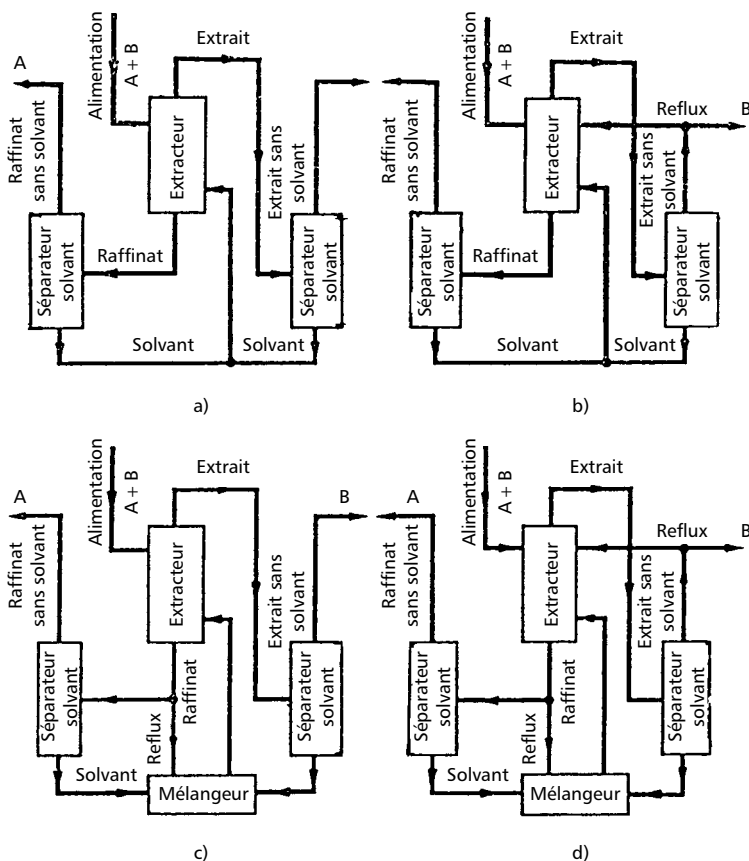 Alimentation
A + B
Extrait
A
Raffinat
sans solvant
Extracteur
Extrait sans
solvant
Séparateur
solvant
Raffinat
Séparateur
solvant
Solvant
Solvant
a)
Alimentation
A + B
Extrait
Reflux
B
Raffinat
sans solvant
Extracteur
Extrait sans
solvant
Séparateur
solvant
Raffinat
Séparateur
solvant
Solvant
Solvant
b)
Alimentation
A + B
Extrait
A
B
Raffinat
sans solvant
Extracteur
Extrait sans
solvant
Séparateur
solvant
Raffinat
Séparateur
solvant
Reflux
Solvant
Mélangeur
c)
Alimentation
A + B
Extrait
A
Reflux
B
Raffinat
sans solvant
Extracteur
Extrait sans
solvant
Séparateur
solvant
Raffinat
Séparateur
solvant
Reflux
Solvant
Mélangeur
d)